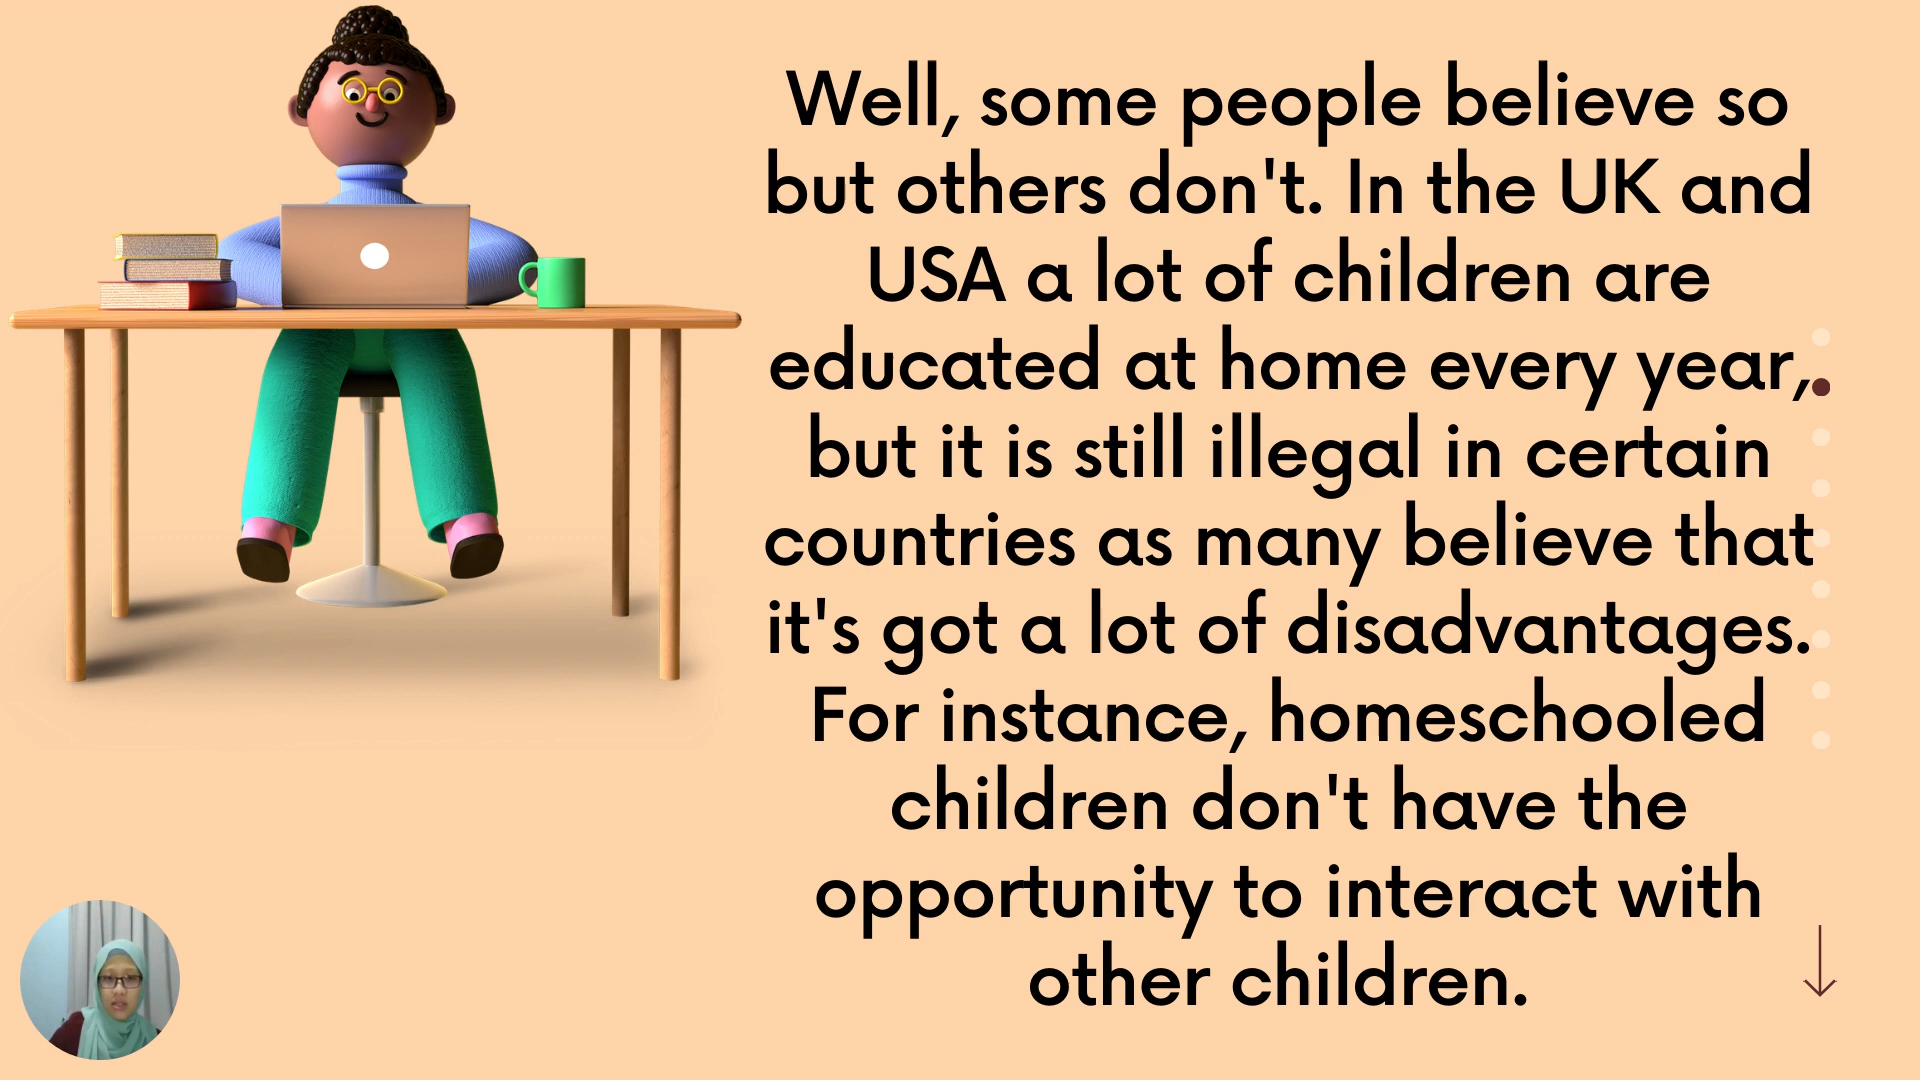 Well, some people believe so
but others don't. In the UK and
USA a lot of children are
educated at home every year,
but it is still illegal in certain
countries as many believe that
it's got a lot of disadvantages.
For instance, homeschooled
children don't have the
opportunity to interact with
other children.